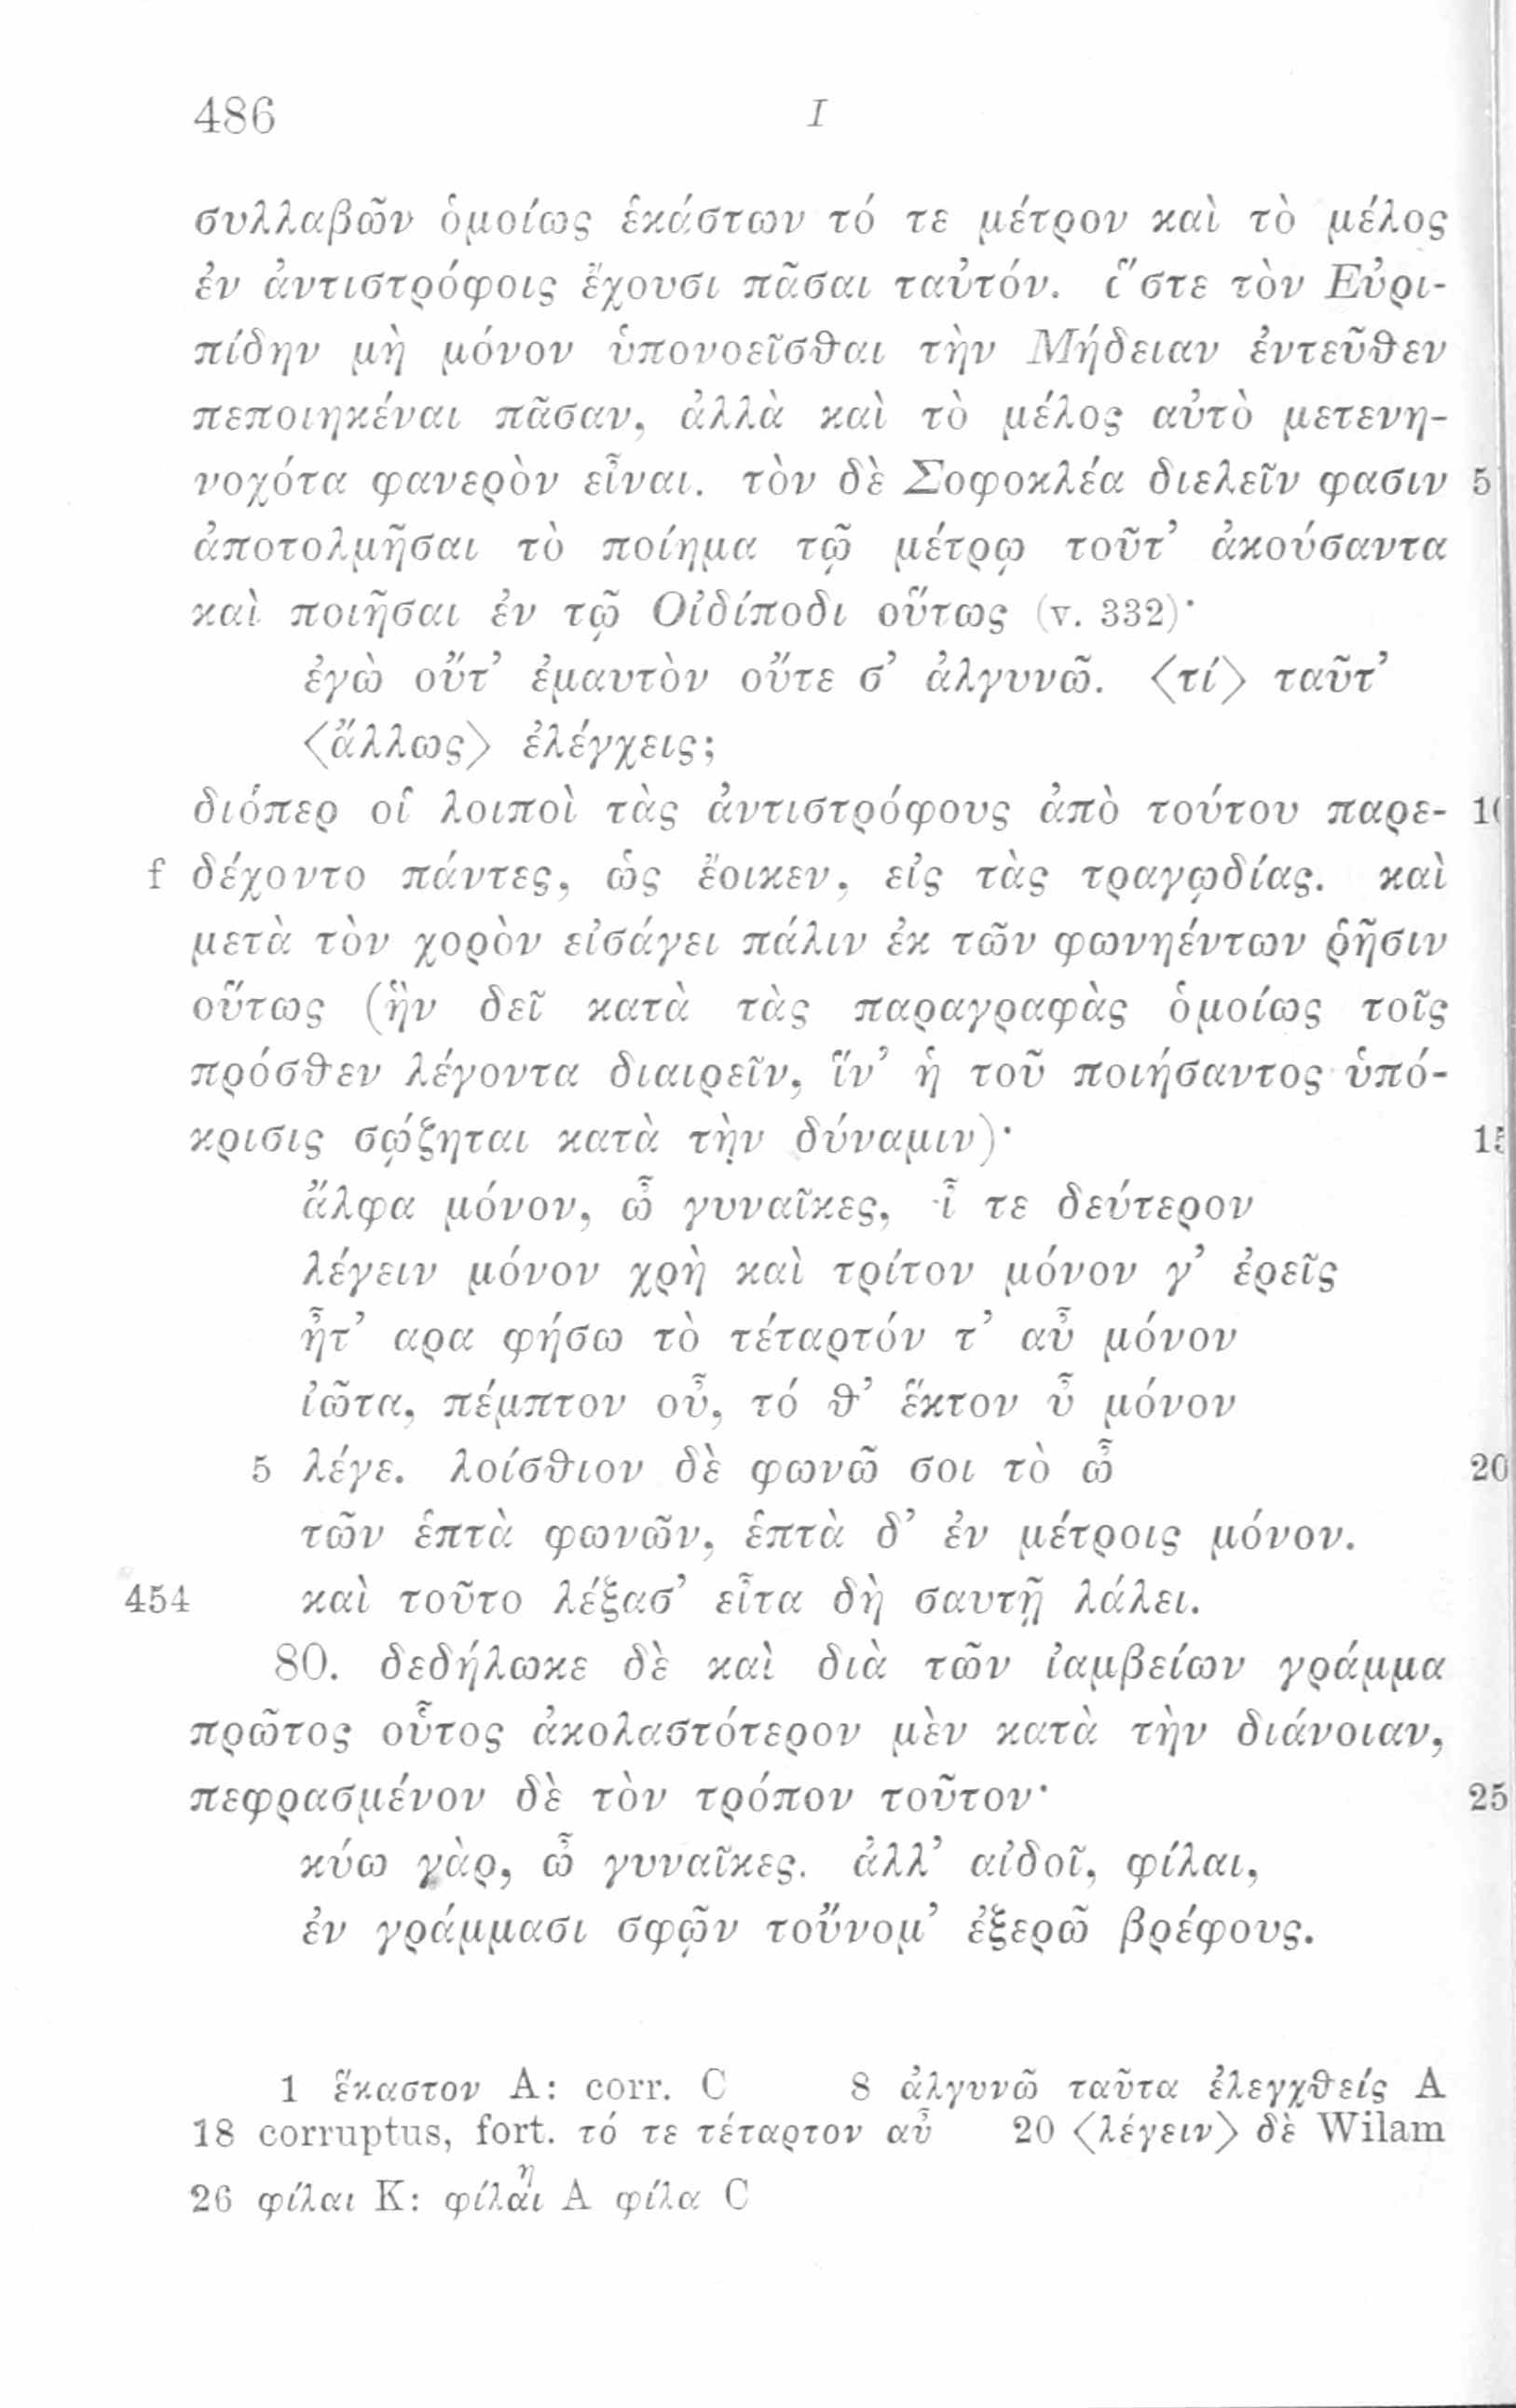 486 I
συλλαβῶν ὁμοίως ἑκάστων τό τε μέτρον καὶ τὸ μέλος
ἐν ἀντιστρόφοις ἔχουσι πᾶσαι ταὐτόν. ὥστε τὸν Εὐρι-
πίδην μὴ μόνον ὑπονοεῖσθαι τὴν Μήδειαν ἐντεῦθεν
πεποιηκέναι πᾶσαν, ἀλλὰ καὶ τὸ μέλος αὐτὸ μετενη-
νοχότα φανερὸν εἶναι. τὸν δὲ Σοφοκλέα διελεῖν φασιν 5
ἀποτολμῆσαι τὸ ποίημα τῷ μέτρῳ τοῦτ’ ἀκούσαντα
καὶ ποιῆσαι ἐν τῷ Οἰδίποδι οὕτως (v. 332)·
ἐγὼ οὔτ’ ἐμαυτὸν οὔτε σ’ ἀλγυνῶ. 〈τί〉 ταῦτ’
〈ἄλλως〉 ἐλέγχεις;
διόπερ οἱ λοιποὶ τὰς ἀντιστρόφους ἀπὸ τούτου παρε- 10
f δέχοντο πάντες, ὡς ἔοικεν, εἰς τὰς τραγῳδίας. καὶ
μετὰ τὸν χορὸν εἰσάγει πάλιν ἐκ τῶν φωνηέντων ῥῆσιν
οὕτως (ἣν δεῖ κατὰ τὰς παραγραφὰς ὁμοίως τοῖς
πρόσθεν λέγοντα διαιρεῖν, ἵν’ ἡ τοῦ ποιήσαντος ὑπό-
κρισις σῴζηται κατὰ τὴν δύναμιν)· 15
ἄλφα μόνον, ὦ γυναῖκες, εἶ τε δεύτερον
λέγειν μόνον χρὴ καὶ τρίτον μόνον γ’ ἐρεῖς
ἦτ’ αρα φήσω τὸ τέταρτόν τ’ αὖ μόνον
ἰῶτα, πέμπτον οὖ, τό θ’ ἕκτον ὖ μόνον
5 λέγε. λοίσθιον δὲ φωνῶ σοι τὸ ὦ 20
τῶν ἑπτὰ φωνῶν, ἑπτὰ δ’ ἐν μέτροις μόνον.
454 καὶ τοῦτο λέξασ’ εἶτα δὴ σαυτῇ λάλει.
80. δεδήλωκε δὲ καὶ διὰ τῶν ἰαμβείων γράμμα
πρῶτος οὗτος ἀκολαστότερον μὲν κατὰ τὴν διάνοιαν,
πεφρασμένον δὲ τὸν τρόπον τοῦτον· 25
κύω γὰρ, ὦ γυναῖκες. ἀλλ’ αἰδοῖ, φίλαι,
ἐν γράμμασι σφῷν τοὔνομ’ ἐξερῶ βρέφους.
1 ἕκαστον A: corr. C 8 ἀλγυνῶ ταῦτα ἐλεγχθείς A
18 corruptus, fort. τό τε τέταρτον αὖ 20 〈λέγειν〉 δὲ Wilam
26 φίλαι K: φίλαι A φίλα C